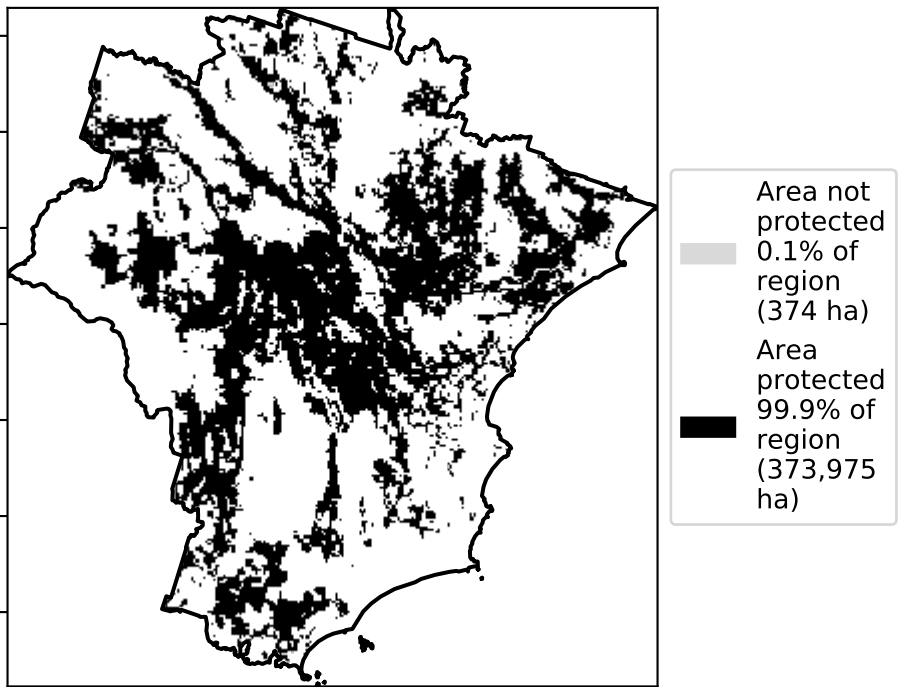 Area not
protected
0.1% of
region
(374 ha)
Area
protected
99.9% of
region
(373,975
ha)